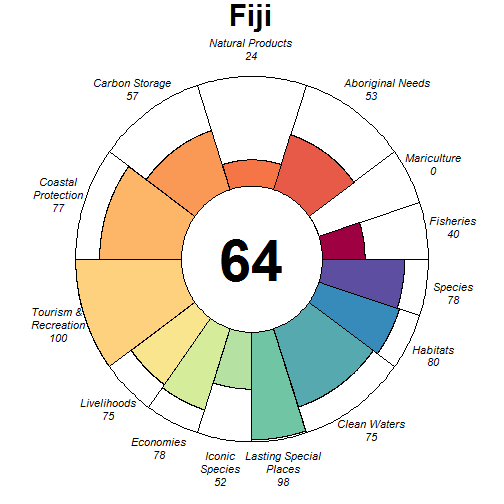 Fiji
Natural Products
24
Carbon Storage
57
Aboriginal Needs
53
Mariculture
0
Coastal
Protection
77
Fisheries
40
64
Species
78
Tourism &
Recreation
100
Habitats
80
Livelihoods
75
Clean Waters
75
Economies
78
Iconic
Species
52
Lasting Special
Places
98